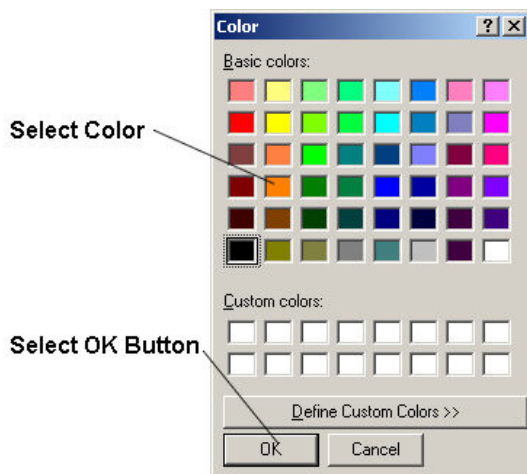 Color
Basic colors:
Select Color
Custom colors:
Select OK Button
Define Custom Colors >>
OK Cancel